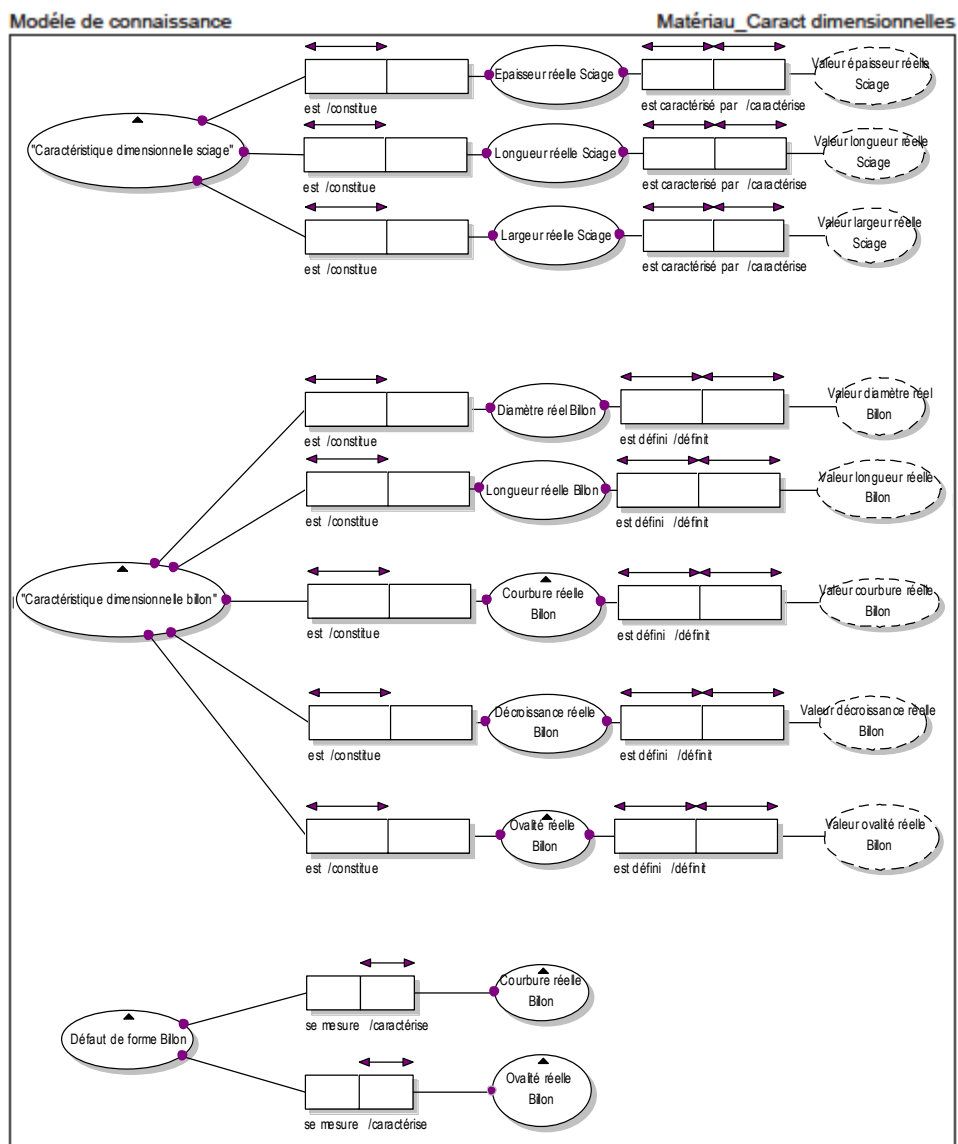 Modéle de connaissance
Matériau_Caract dimensionnelles
"Caractéristique dimensionnelle sciage"
est /constitue
Epaisseur réelle Sciage
est caractérisé par /caractérise
Valeur épaisseur réelle
Sciage
est /constitue
Longueur réelle Sciage
est caracterisé par /caractérise
Valeur longueur réelle
Sciage
est /constitue
Largeur réelle Sciage
est caractérisé par /caractérise
Valeur largeur réelle
Sciage
"Caractéristique dimensionnelle billon"
est /constitue
Diamètre réel Billon
est défini /définit
Valeur diamètre réel
Billon
est /constitue
Longueur réelle Billon
est défini /définit
Valeur longueur réelle
Billon
est /constitue
Courbure réelle
Billon
est défini /définit
Valeur courbure réelle
Billon
est /constitue
Décroissance réelle
Billon
est défini /définit
Valeur décroissance réelle
Billon
est /constitue
Ovalité réelle
Billon
est défini /définit
Valeur ovalité réelle
Billon
Défaut de forme Billon
se mesure /caractérise
Courbure réelle
Billon
se mesure /caractérise
Ovalité réelle
Billon